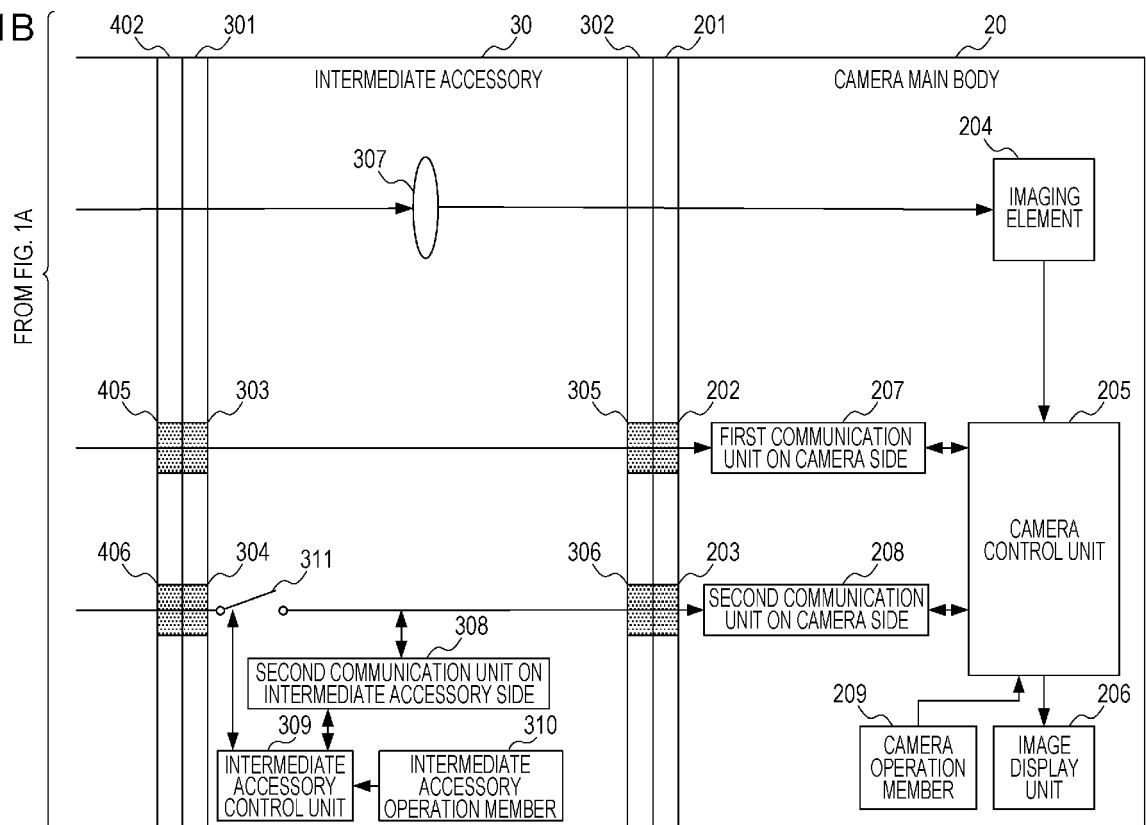 1B
402 301 30 302 201 20
INTERMEDIATE ACCESSORY
CAMERA MAIN BODY
204
307
IMAGING
ELEMENT
FROM FIG. 1A
405 303 305 202 207 205
FIRST COMMUNICATION
UNIT ON CAMERA SIDE
CAMERA
CONTROL UNIT
406 304 311 306 203 208
SECOND COMMUNICATION
UNIT ON CAMERA SIDE
308
SECOND COMMUNICATION UNIT ON
INTERMEDIATE ACCESSORY SIDE
309 310 209 206
INTERMEDIATE
ACCESSORY
CONTROL UNIT
INTERMEDIATE
ACCESSORY
OPERATION MEMBER
CAMERA
OPERATION
MEMBER
IMAGE
DISPLAY
UNIT